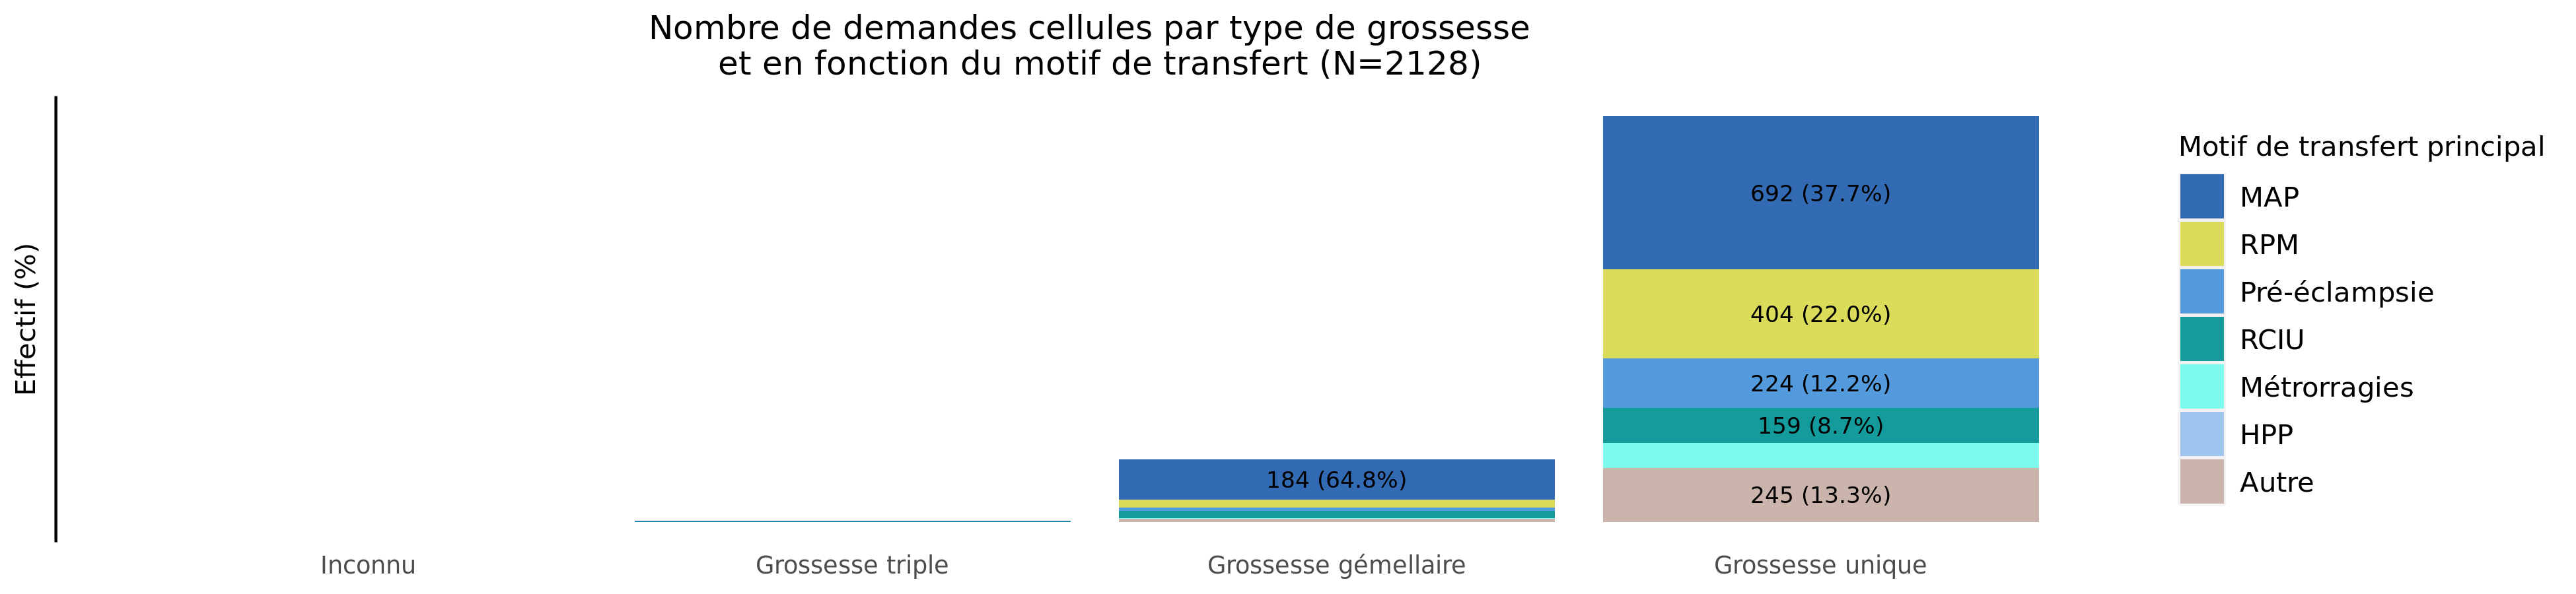 Nombre de demandes cellules par type de grossesse
et en fonction du motif de transfert (N=2128)
Effectif (%)
692 (37.7%)
404 (22.0%)
224 (12.2%)
159 (8.7%)
245 (13.3%)
184 (64.8%)
Inconnu
Grossesse triple
Grossesse gémellaire
Grossesse unique
Motif de transfert principal
MAP
RPM
Pré-éclampsie
RCIU
Métrorragies
HPP
Autre